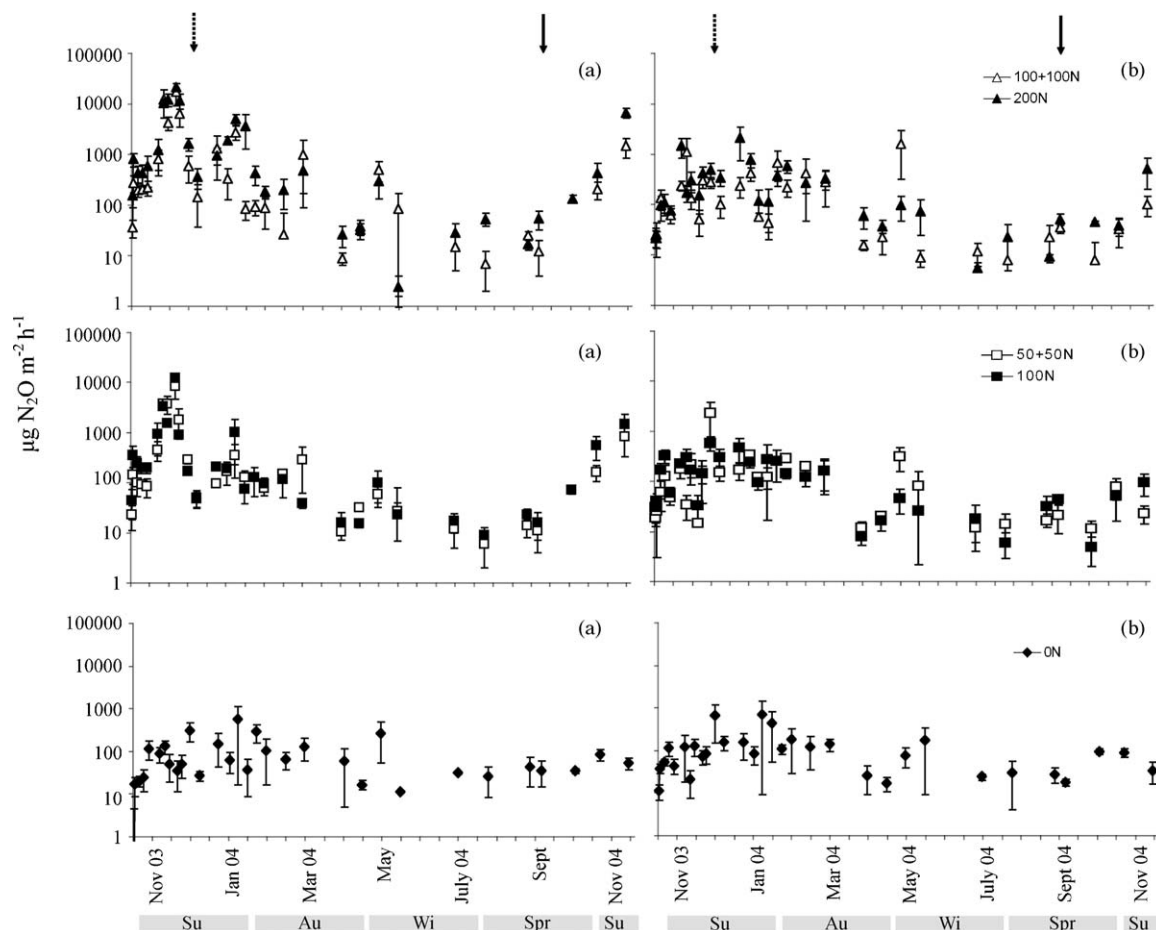 100000
10000
1000
100
10
1
(a)
(b)
100+100N
200N
µg N2O m-2 h-1
100000
10000
1000
100
10
1
(a)
(b)
50+50N
100N
100000
10000
1000
100
10
1
(a)
(b)
0N
Nov 03
Jan 04
Mar 04
May
July 04
Sept
Nov 04
Nov 03
Jan 04
Mar 04
May 04
July 04
Sept 04
Nov 04
Su Au Wi Spr Su Su Au Wi Spr Su